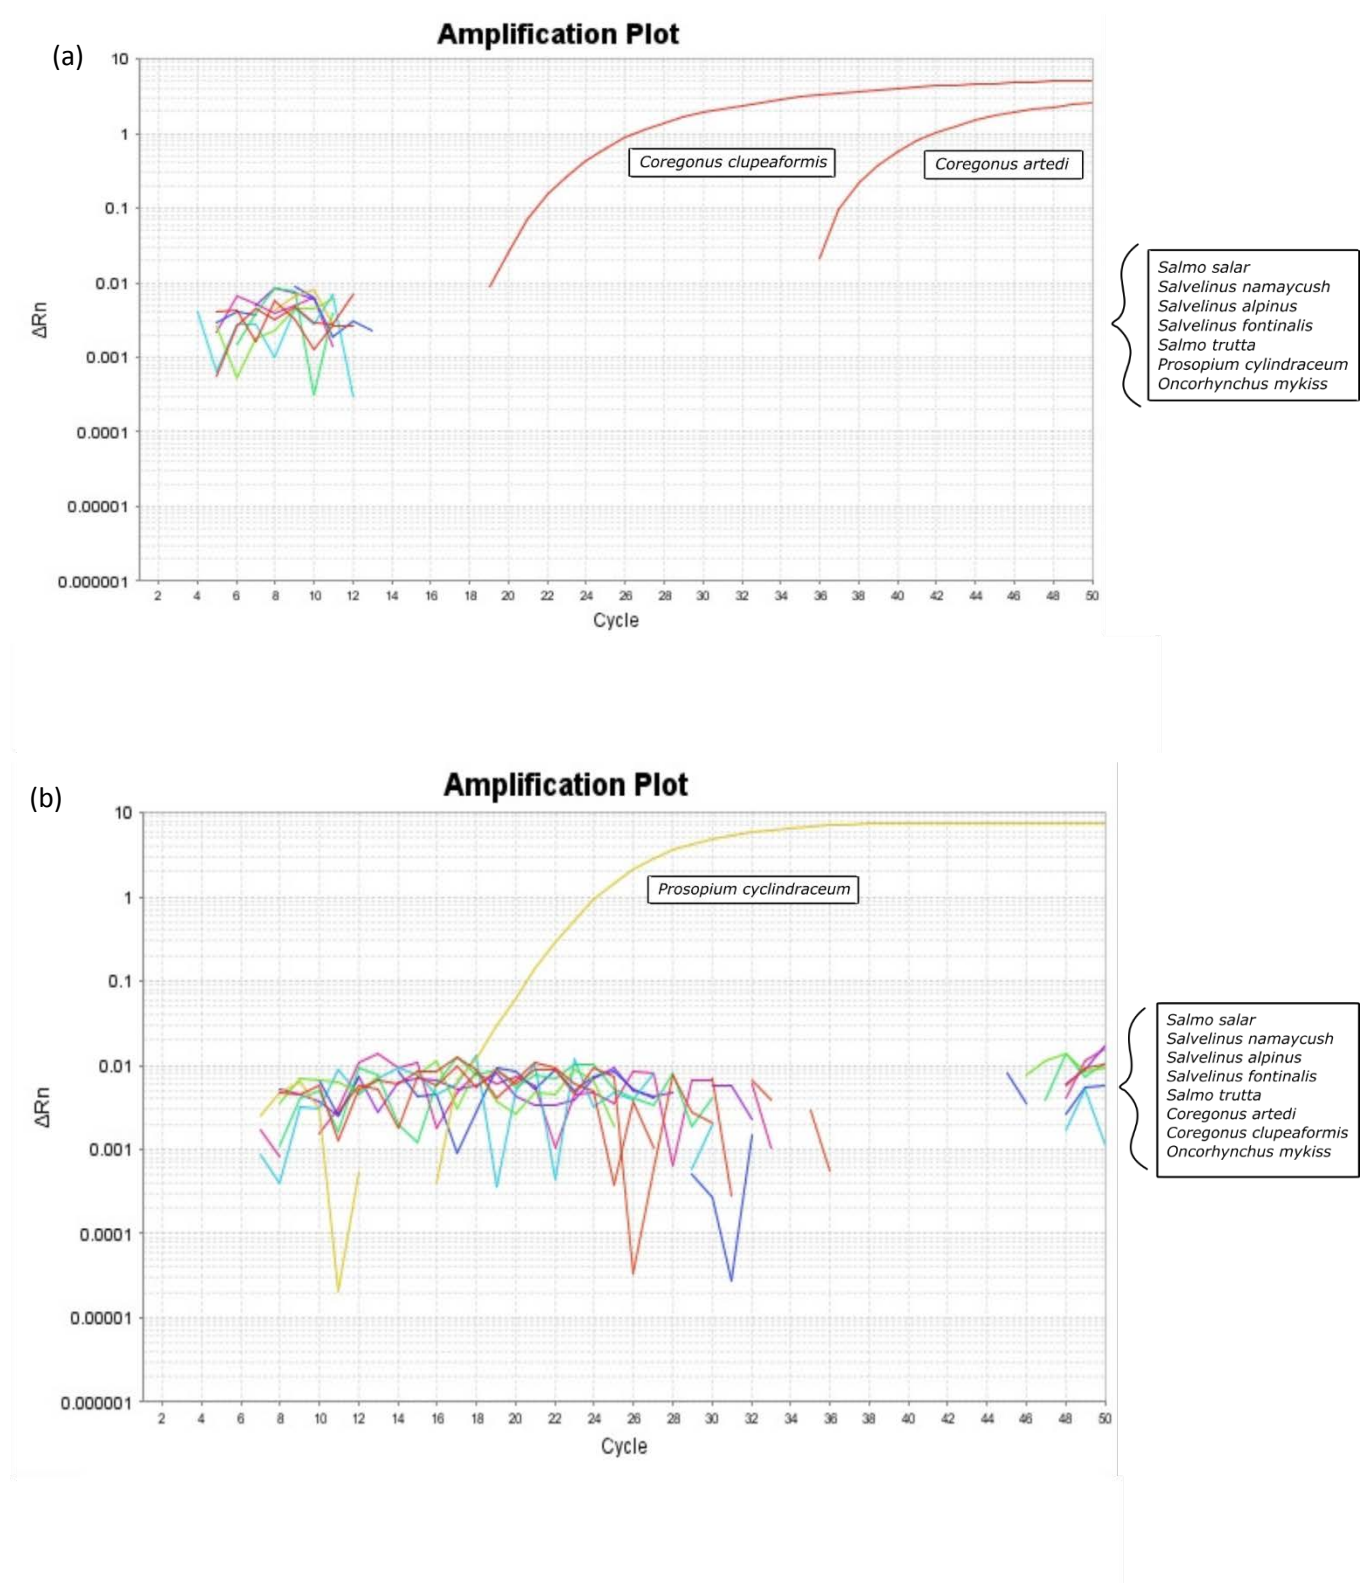 Amplification Plot
(a)
10
1
0.1
0.01
0.001
0.0001
0.00001
0.000001
ΔRn
Coregonus clupeaformis
Coregonus artedi
Salmo salar
Salvelinus namaycush
Salvelinus alpinus
Salvelinus fontinalis
Salmo trutta
Prosopium cylindraceum
Oncorhynchus mykiss
2 4 6 8 10 12 14 16 18 20 22 24 26 28 30 32 34 36 38 40 42 44 46 48 50
Cycle
Amplification Plot
(b)
10
1
0.1
0.01
0.001
0.0001
0.00001
0.000001
ΔRn
Prosopium cyclindraceum
Salmo salar
Salvelinus namaycush
Salvelinus alpinus
Salvelinus fontinalis
Salmo trutta
Coregonus artedi
Coregonus clupeaformis
Oncorhynchus mykiss
2 4 6 8 10 12 14 16 18 20 22 24 26 28 30 32 34 36 38 40 42 44 46 48 50
Cycle